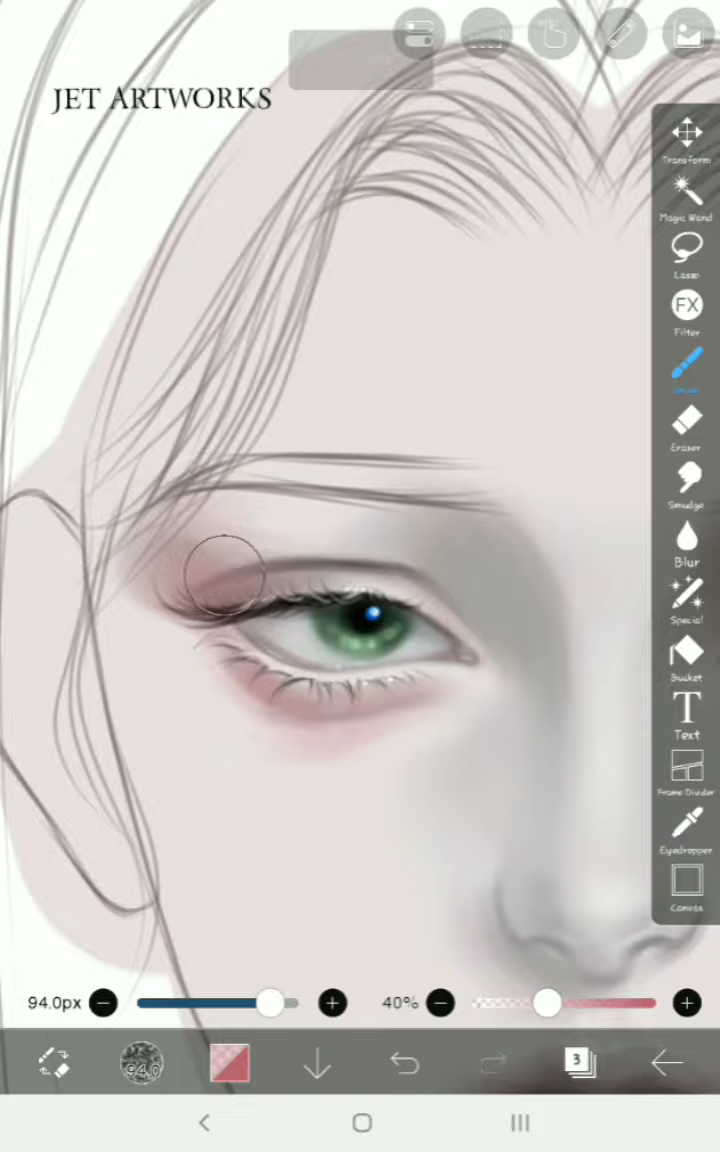 JET ARTWORKS
Transform
Magic Wand
Lasso
FX
Filter
Eraser
Smudge
Blur
Special
Bucket
T
Text
Frame Divider
Eyedropper
Canvas
94.0px
40%
94.0
3